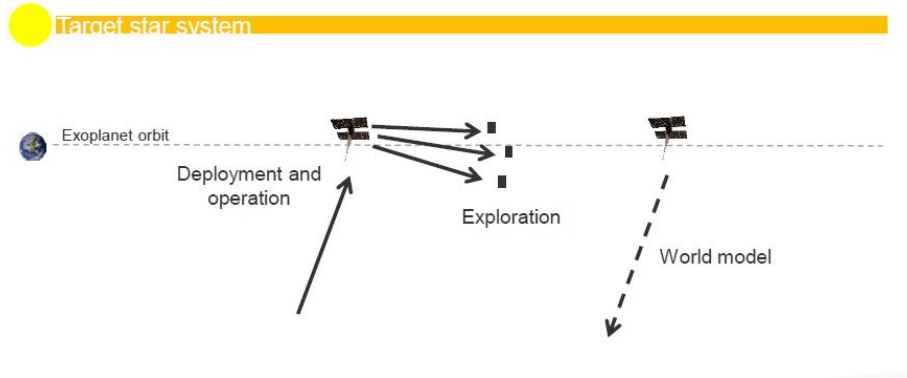 Target star system
Exoplanet orbit
Deployment and
operation
Exploration
World model